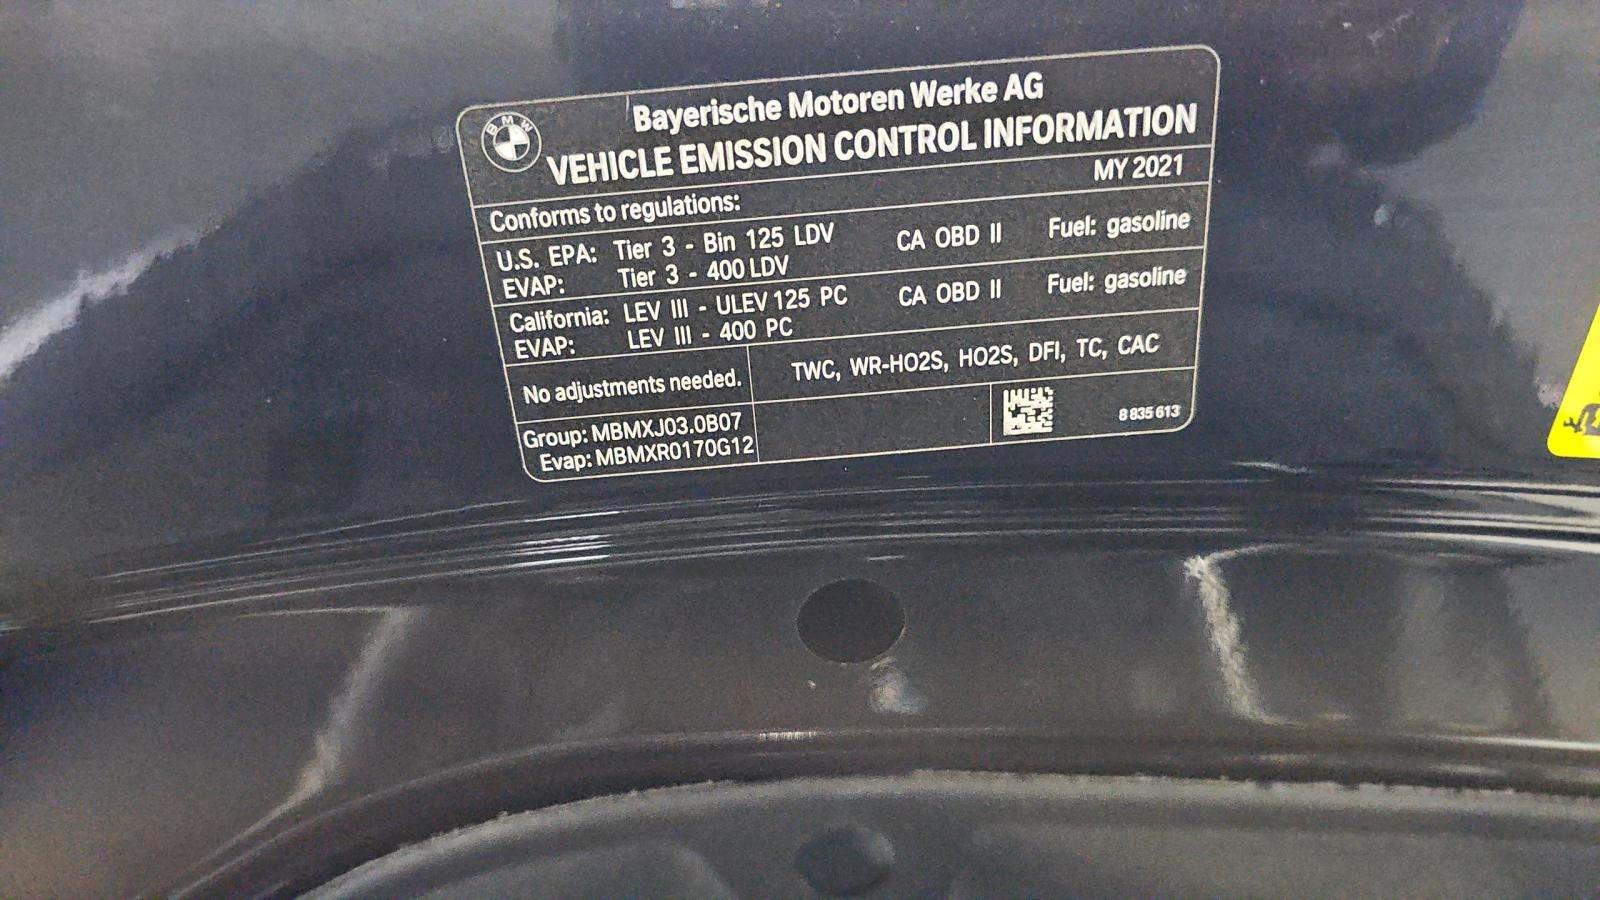 BMW
Bayerische Motoren Werke AG
VEHICLE EMISSION CONTROL INFORMATION
MY 2021
Conforms to regulations:
U.S. EPA: Tier 3 - Bin 125 LDV CA OBD II Fuel: gasoline
EVAP: Tier 3 - 400 LDV
California: LEV III - ULEV 125 PC CA OBD II Fuel: gasoline
EVAP: LEV III - 400 PC
No adjustments needed. TWC, WR-HO2S, HO2S, DFI, TC, CAC
Group: MBMXJ03.0B07
Evap: MBMXR0170G12
8 835 613